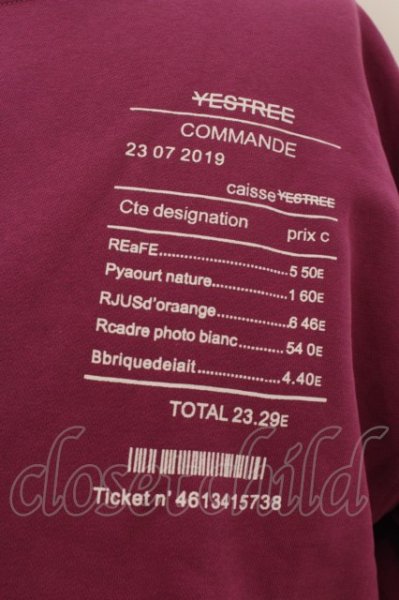 YESTREE
COMMANDE
23 07 2019
caisse YESTREE
Cte designation prix c
REaFE............................5 50E
Pyaourt nature................1 60E
RJUSd'oraange...............6 46E
Rcadre photo bianc.........54 0E
Bbriquedeiait..................4.40E
TOTAL 23.29E
Ticket n' 4613415738
closet child